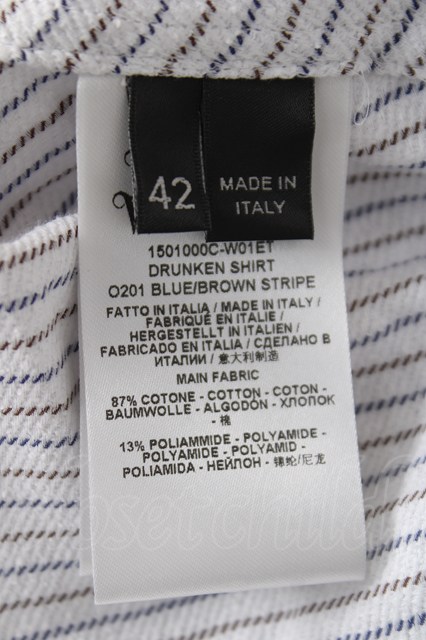 42
MADE IN
ITALY
1501000C-W01ET
DRUNKEN SHIRT
O201 BLUE/BROWN STRIPE
FATTO IN ITALIA / MADE IN ITALY /
FABRIQUÉ EN ITALIE /
HERGESTELLT IN ITALIEN /
FABRICADO EN ITALIA / СДЕЛАНО В
ИТАЛИИ / 意大利制造
MAIN FABRIC
87% COTONE - COTTON - COTON -
BAUMWOLLE - ALGODÓN - ХЛОПОК
- 棉
13% POLIAMMIDE - POLYAMIDE -
POLYAMIDE - POLYAMID -
POLIAMIDA - НЕЙЛОН - 锦纶/尼龙
closetchild